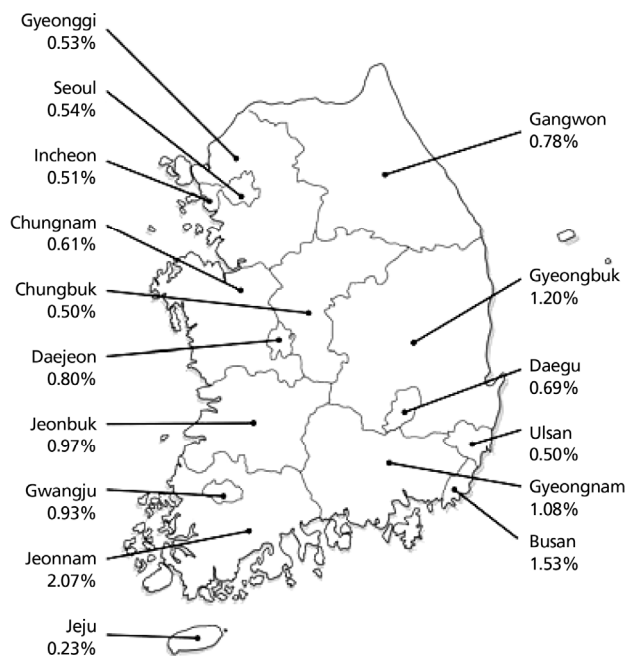 Gyeonggi
0.53%
Seoul
0.54%
Incheon
0.51%
Chungnam
0.61%
Chungbuk
0.50%
Daejeon
0.80%
Jeonbuk
0.97%
Gwangju
0.93%
Jeonnam
2.07%
Jeju
0.23%
Gangwon
0.78%
Gyeongbuk
1.20%
Daegu
0.69%
Ulsan
0.50%
Gyeongnam
1.08%
Busan
1.53%